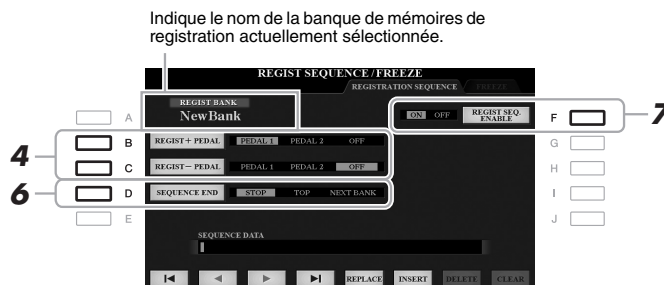 Indique le nom de la banque de mémoires de
registration actuellement sélectionnée.
REGIST SEQUENCE/FREEZE
REGISTRATION SEQUENCE FREEZE
REGIST BANK
NewBank
ON OFF REGIST SEQ. ENABLE
A
F
7
4
B
REGIST+ PEDAL PEDAL 1 PEDAL 2 OFF
G
C
REGIST− PEDAL PEDAL 1 PEDAL 2 OFF
H
6
D
SEQUENCE END STOP TOP NEXT BANK
I
E
J
SEQUENCE DATA
REPLACE INSERT DELETE CLEAR